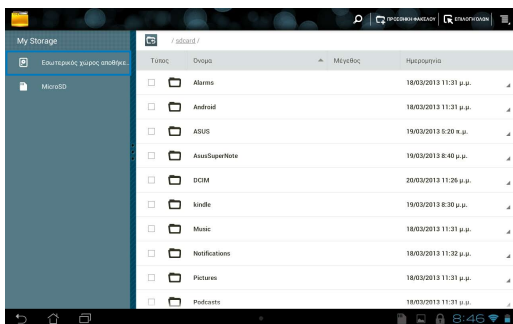 ΠΡΟΣΘΗΚΗ ΦΑΚΕΛΟΥ ΕΠΙΛΟΓΗ ΟΛΩΝ
My Storage
/ sdcard /
Εσωτερικός χώρος αποθήκε..
MicroSD
Τύπος Όνομα Μέγεθος Ημερομηνία
Alarms 18/03/2013 11:31 μ.μ.
Android 18/03/2013 11:31 μ.μ.
ASUS 19/03/2013 5:20 π.μ.
AsusSuperNote 19/03/2013 8:40 μ.μ.
DCIM 20/03/2013 11:26 μ.μ.
kindle 19/03/2013 8:30 μ.μ.
Music 18/03/2013 11:31 μ.μ.
Notifications 18/03/2013 11:32 μ.μ.
Pictures 18/03/2013 11:31 μ.μ.
Podcasts 18/03/2013 11:31 μ.μ.
8:46